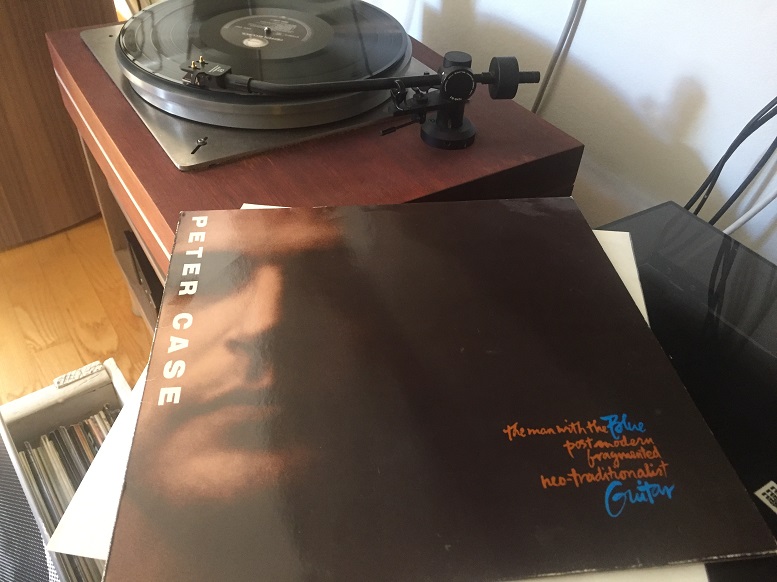 PETER CASE
the man with the Blue
post-modern
fragmented
neo-traditionalist
Guitar